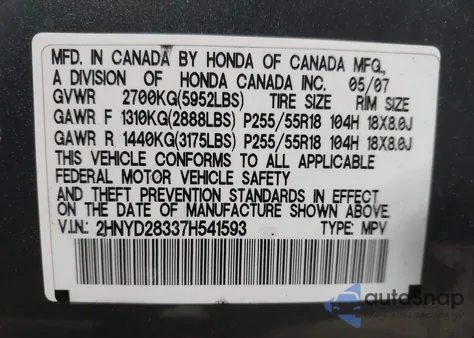 MFD. IN CANADA BY HONDA OF CANADA MFG.,
A DIVISION OF HONDA CANADA INC. 05/07
GVWR 2700KG(5952LBS) TIRE SIZE RIM SIZE
GAWR F 1310KG(2888LBS) P255/55R18 104H 18X8.0J
GAWR R 1440KG(3175LBS) P255/55R18 104H 18X8.0J
THIS VEHICLE CONFORMS TO ALL APPLICABLE
FEDERAL MOTOR VEHICLE SAFETY
AND THEFT PREVENTION STANDARDS IN EFFECT ON
THE DATE OF MANUFACTURE SHOWN ABOVE.
V.I.N.: 2HNYD28337H541593 TYPE: MPV
autoSnap